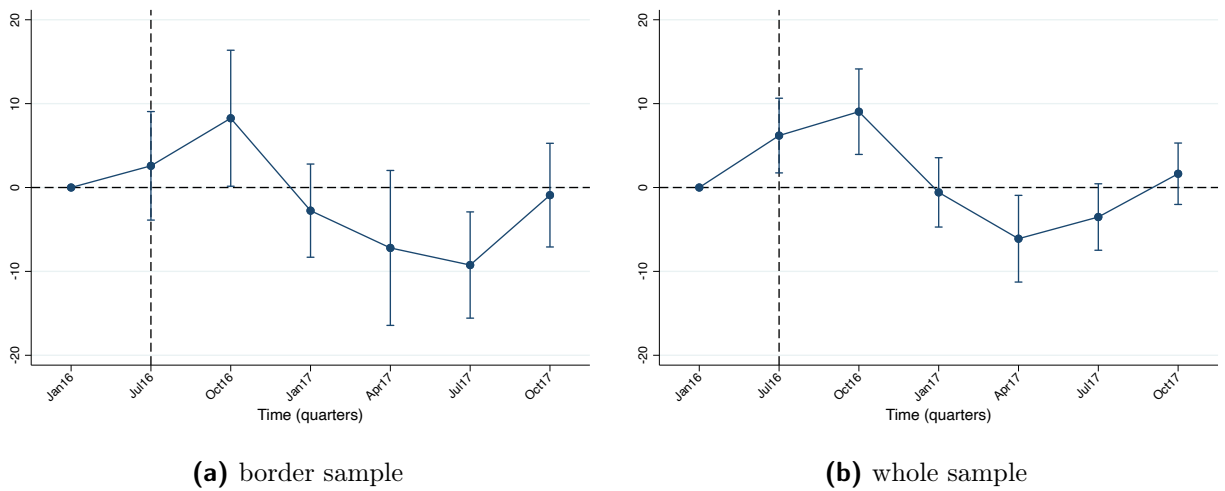 20
10
0
-10
-20
Jan16
Jul16
Oct16
Jan17
Apr17
Jul17
Oct17
Time (quarters)
(a) border sample
20
10
0
-10
-20
Jan16
Jul16
Oct16
Jan17
Apr17
Jul17
Oct17
Time (quarters)
(b) whole sample